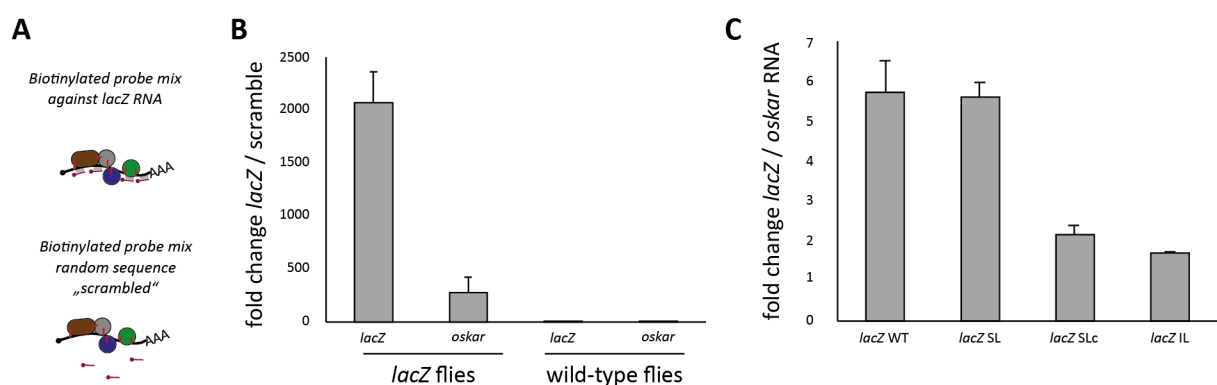 A
Biotinylated probe mix
against lacZ RNA
AAA
Biotinylated probe mix
random sequence
„scrambled“
AAA
B
fold change lacZ / scramble
2500
2000
1500
1000
500
0
lacZ
oskar
lacZ
oskar
lacZ flies
wild-type flies
C
fold change lacZ / oskar RNA
7
6
5
4
3
2
1
0
lacZ WT
lacZ SL
lacZ SLc
lacZ IL